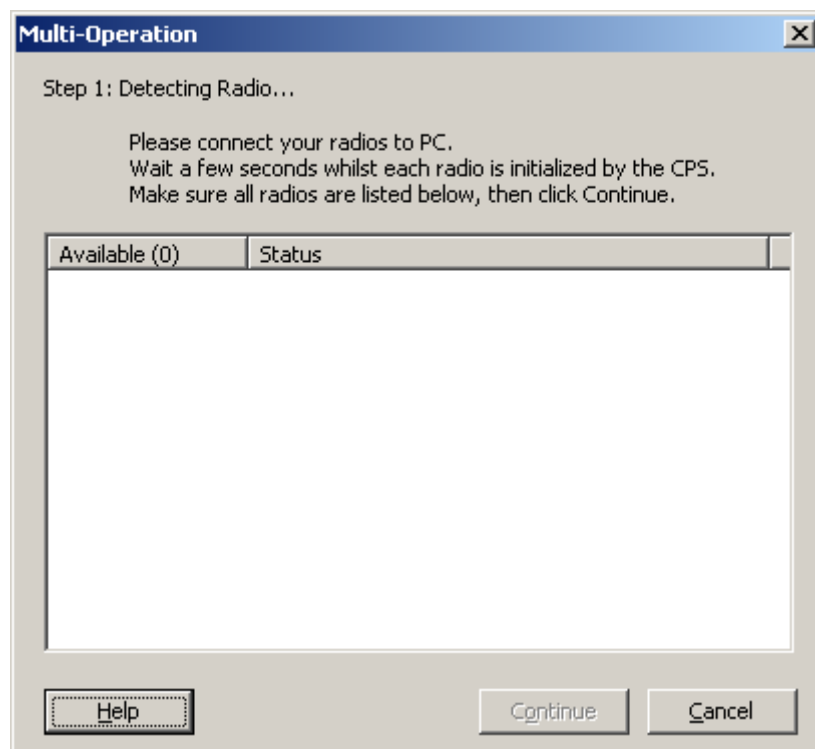 Multi-Operation
Step 1: Detecting Radio...
Please connect your radios to PC.
Wait a few seconds whilst each radio is initialized by the CPS.
Make sure all radios are listed below, then click Continue.
Available (0) Status
Help Continue Cancel